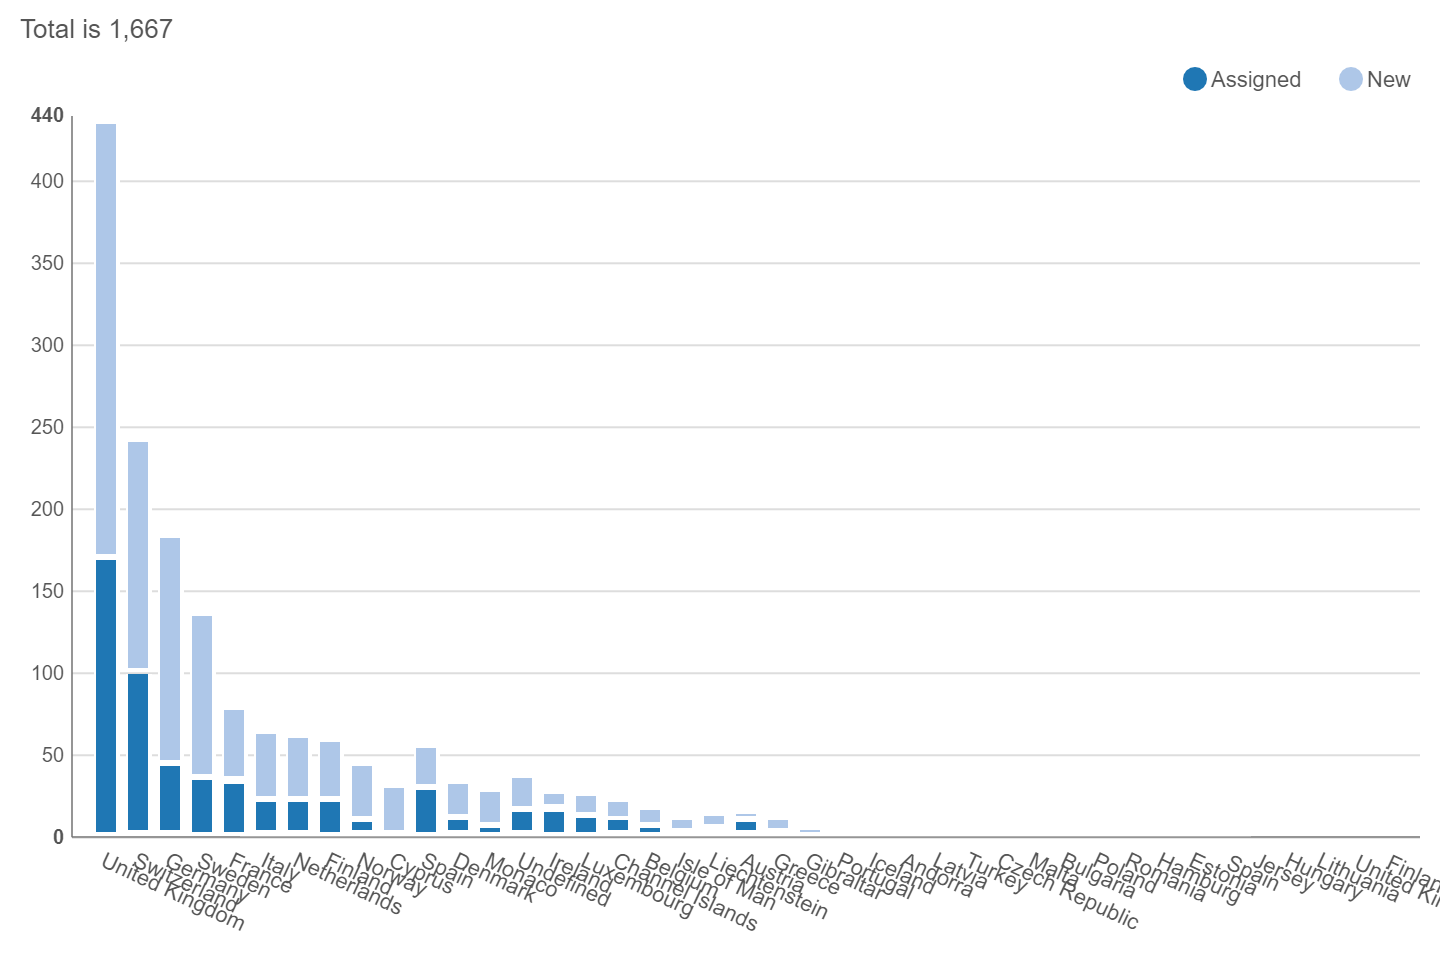 Total is 1,667
Assigned
New
440
400
350
300
250
200
150
100
50
0
United Kingdom
Switzerland
Germany
Sweden
France
Italy
Netherlands
Finland
Norway
Cyprus
Spain
Denmark
Monaco
Undefined
Ireland
Luxembourg
Channel Islands
Belgium
Isle of Man
Liechtenstein
Austria
Greece
Gibraltar
Portugal
Iceland
Andorra
Latvia
Turkey
Czech Republic
Malta
Bulgaria
Poland
Romania
Hamburg
Estonia
Spain
Jersey
Hungary
Lithuania